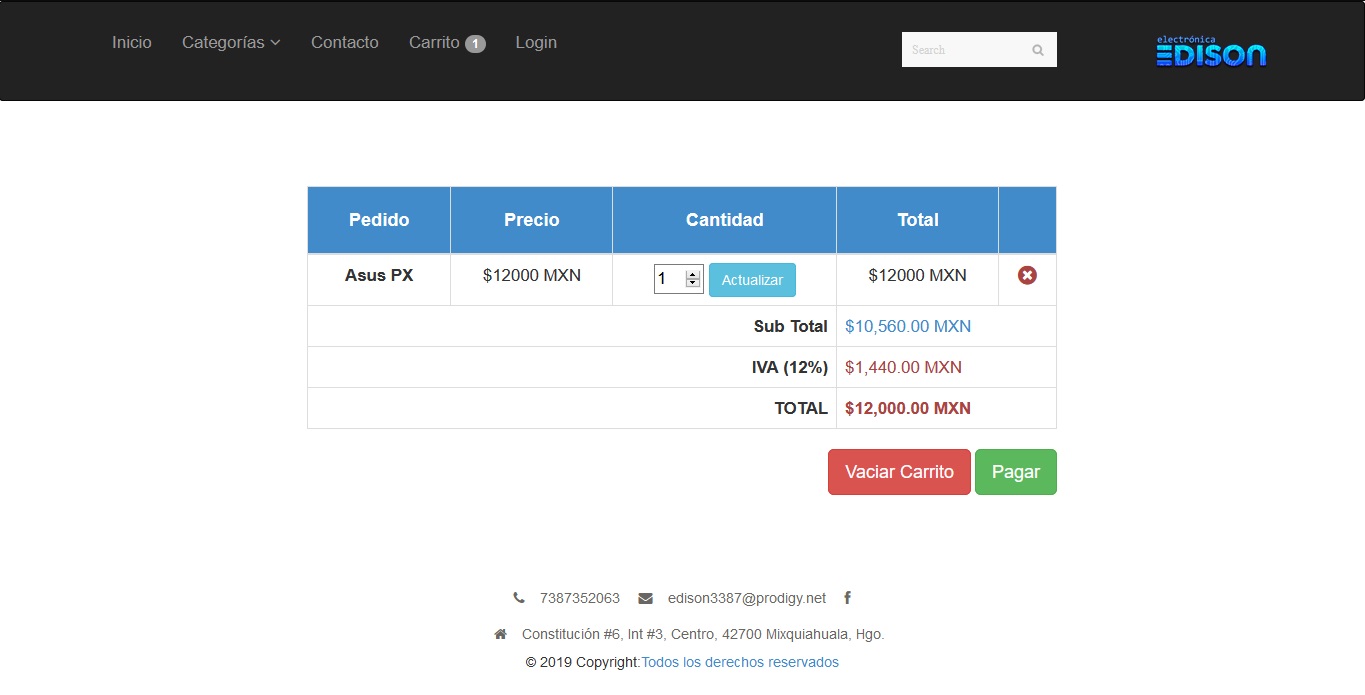 Inicio Categorías Contacto Carrito 1 Login Search electrónica
EDISON
Pedido Precio Cantidad Total
Asus PX $12000 MXN 1 Actualizar $12000 MXN
Sub Total $10,560.00 MXN
IVA (12%) $1,440.00 MXN
TOTAL $12,000.00 MXN
Vaciar Carrito Pagar
7387352063 edison3387@prodigy.net
Constitución #6, Int #3, Centro, 42700 Mixquiahuala, Hgo.
© 2019 Copyright:Todos los derechos reservados